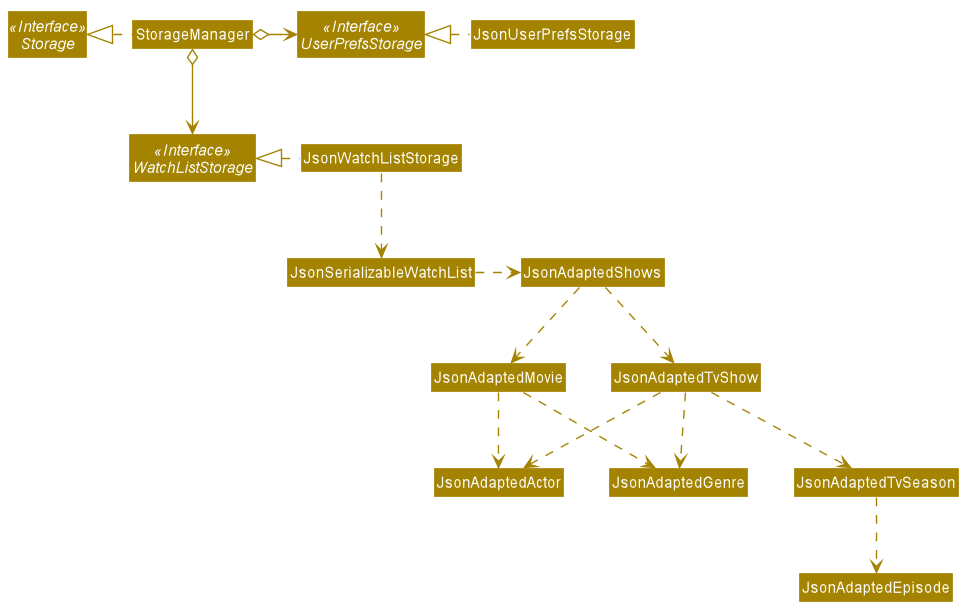 «Interface»
Storage
StorageManager
«Interface»
UserPrefsStorage
JsonUserPrefsStorage
«Interface»
WatchListStorage
JsonWatchListStorage
JsonSerializableWatchList
JsonAdaptedShows
JsonAdaptedMovie
JsonAdaptedTvShow
JsonAdaptedActor
JsonAdaptedGenre
JsonAdaptedTvSeason
JsonAdaptedEpisode